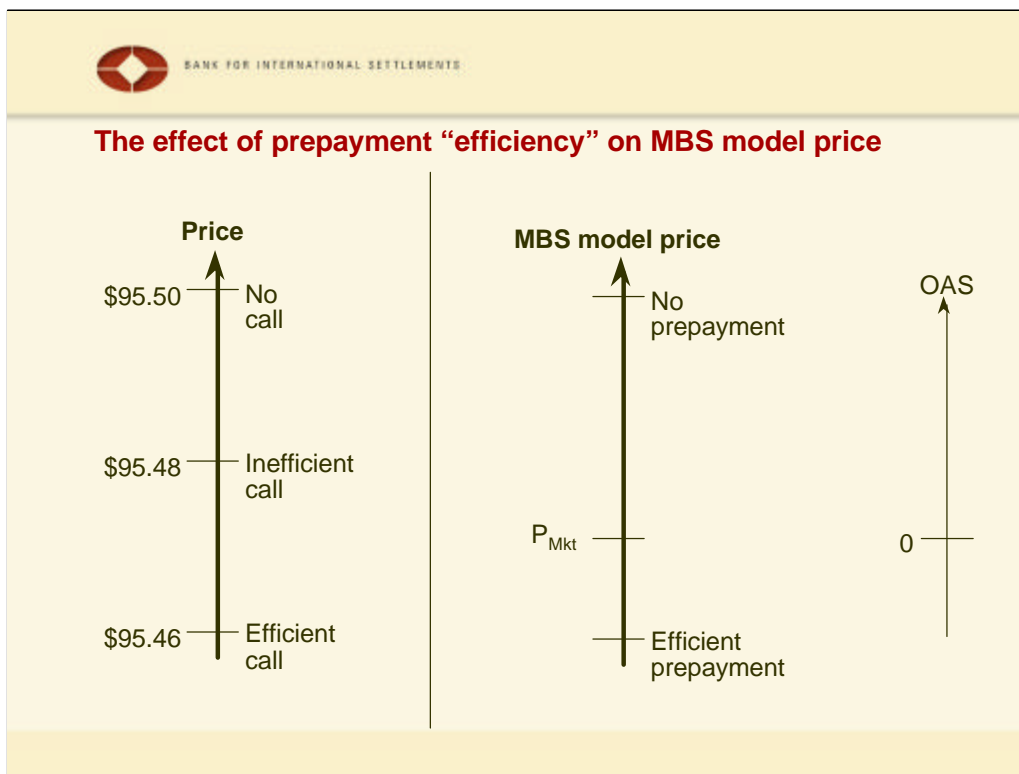 BANK FOR INTERNATIONAL SETTLEMENTS
The effect of prepayment “efficiency” on MBS model price
Price
$95.50
No
call
$95.48
Inefficient
call
$95.46
Efficient
call
MBS model price
No
prepayment
PMkt
Efficient
prepayment
OAS
0